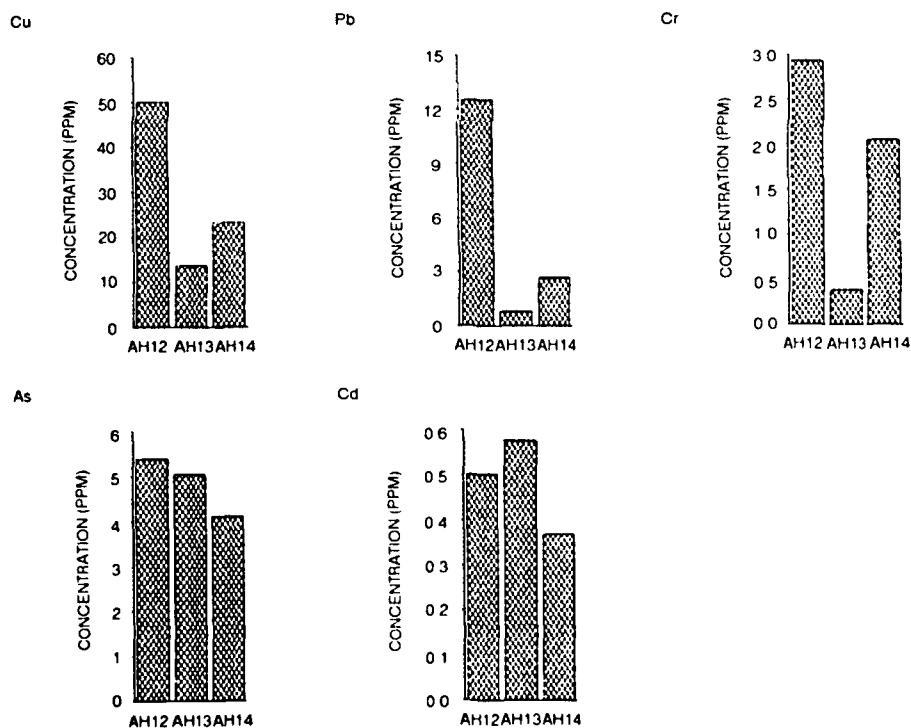 Cu
CONCENTRATION (PPM)
60
50
40
30
20
10
0
AH12 AH13 AH14
Pb
CONCENTRATION (PPM)
15
12
9
6
3
0
AH12 AH13 AH14
Cr
CONCENTRATION (PPM)
3 0
2 5
2 0
1 5
1 0
0 5
0 0
AH12 AH13 AH14
As
CONCENTRATION (PPM)
6
5
4
3
2
1
0
AH12 AH13 AH14
Cd
CONCENTRATION (PPM)
0 6
0 5
0 4
0 3
0 2
0 1
0 0
AH12 AH13 AH14